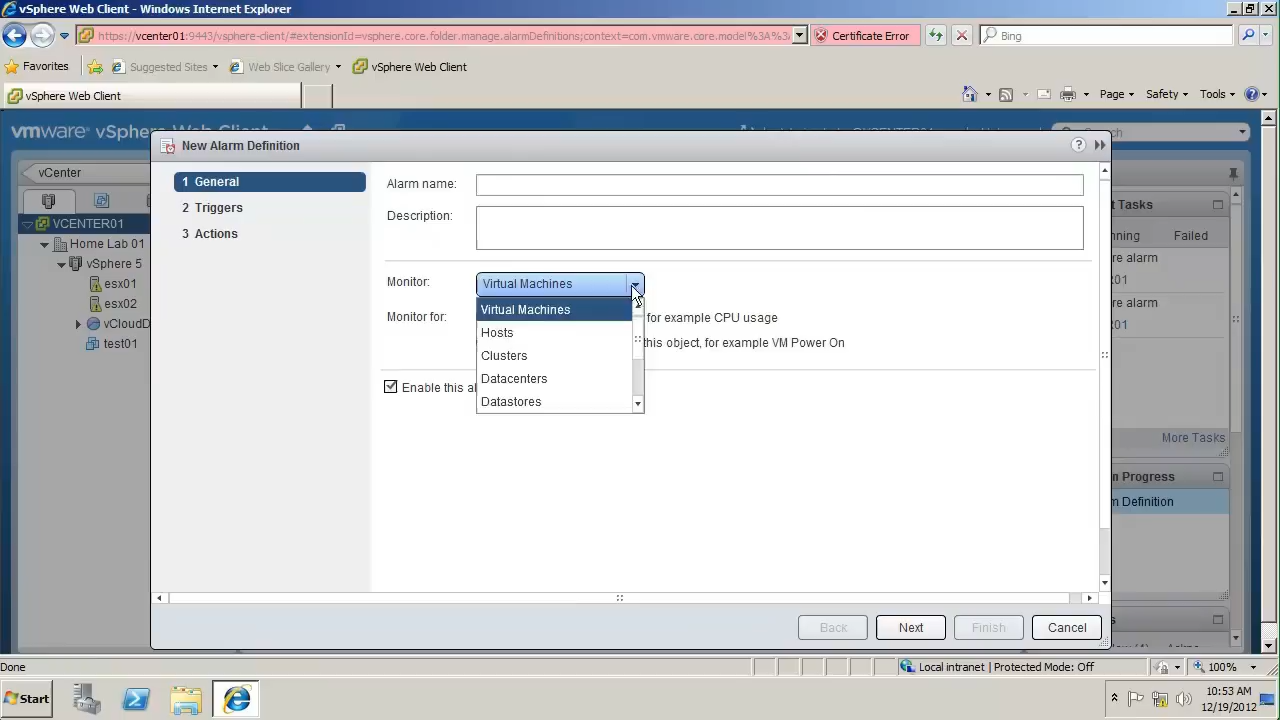 vSphere Web Client - Windows Internet Explorer
https://vcenter01:9443/vsphere-client/#extensionId=vsphere.core.folder.manage.alarmDefinitions;context=com.vmware.core.model%3A%3
Certificate Error
Bing
Favorites
Suggested Sites
Web Slice Gallery
vSphere Web Client
vSphere Web Client
Page
Safety
Tools
vmware vSphere Web Client
New Alarm Definition
vCenter
VCENTER01
Home Lab 01
vSphere 5
esx01
esx02
vCloudD
test01
1 General
2 Triggers
3 Actions
Alarm name:
Description:
Monitor:
Virtual Machines
Virtual Machines
Hosts
Clusters
Datacenters
Datastores
Monitor for:
for example CPU usage
this object, for example VM Power On
Enable this al
t Tasks
nning
Failed
re alarm
01
re alarm
01
More Tasks
n Progress
m Definition
Back
Next
Finish
Cancel
Done
Local intranet | Protected Mode: Off
100%
Start
10:53 AM
12/19/2012